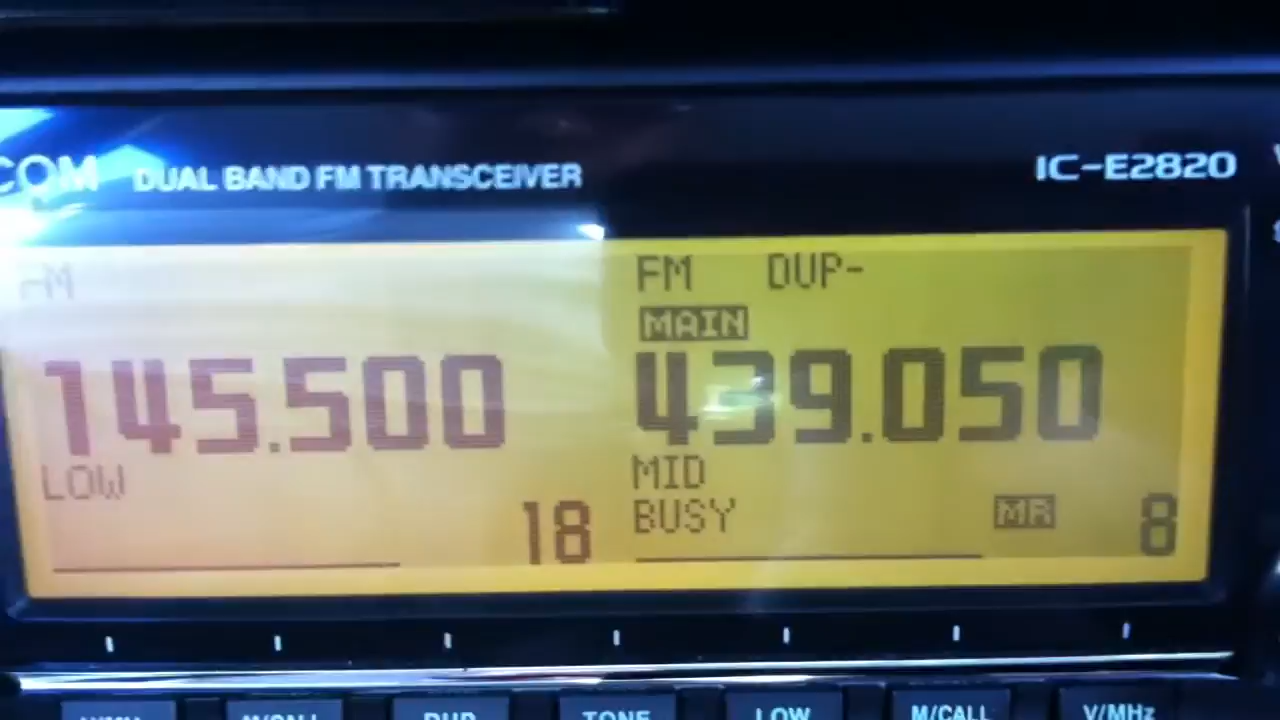 COM DUAL BAND FM TRANSCEIVER IC-E2820
FM FM DUP-
MAIN
145.500 439.050
LOW MID
18 BUSY MR 8
DUP TONE LOW M/CALL V/MHz